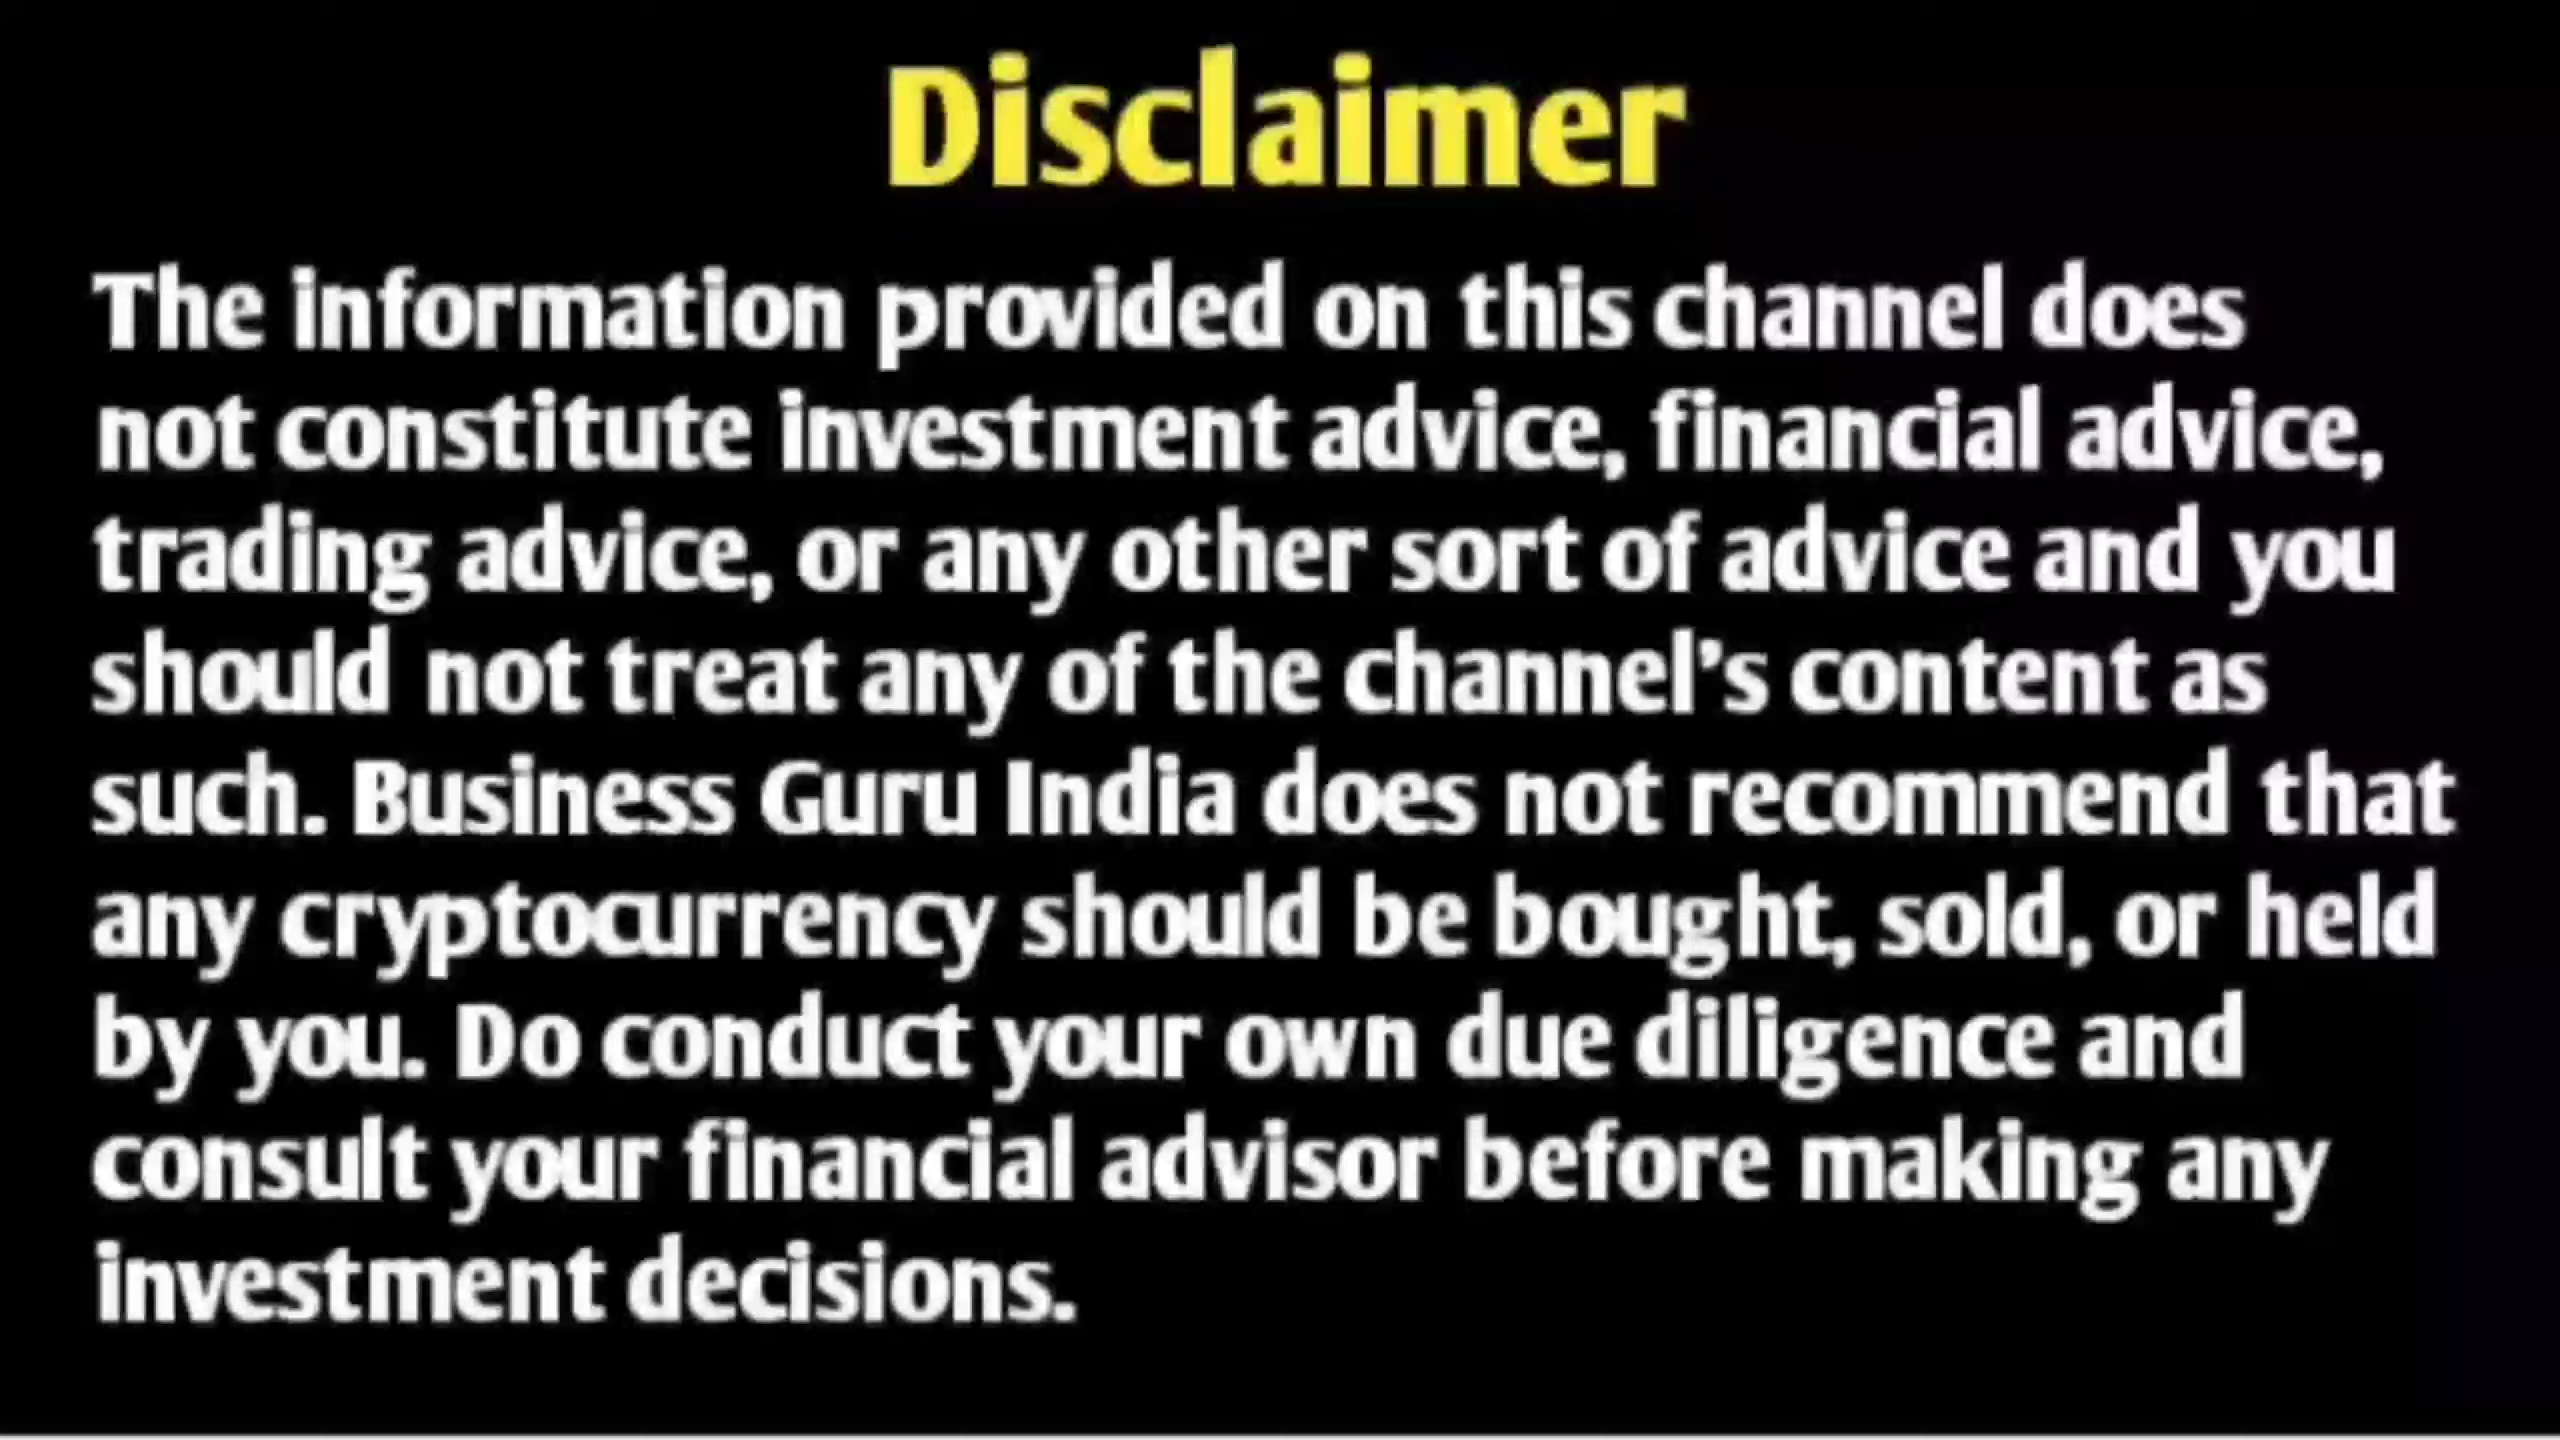 Disclaimer
The information provided on this channel does
not constitute investment advice, financial advice,
trading advice, or any other sort of advice and you
should not treat any of the channel's content as
such. Business Guru India does not recommend that
any cryptocurrency should be bought, sold, or held
by you. Do conduct your own due diligence and
consult your financial advisor before making any
investment decisions.